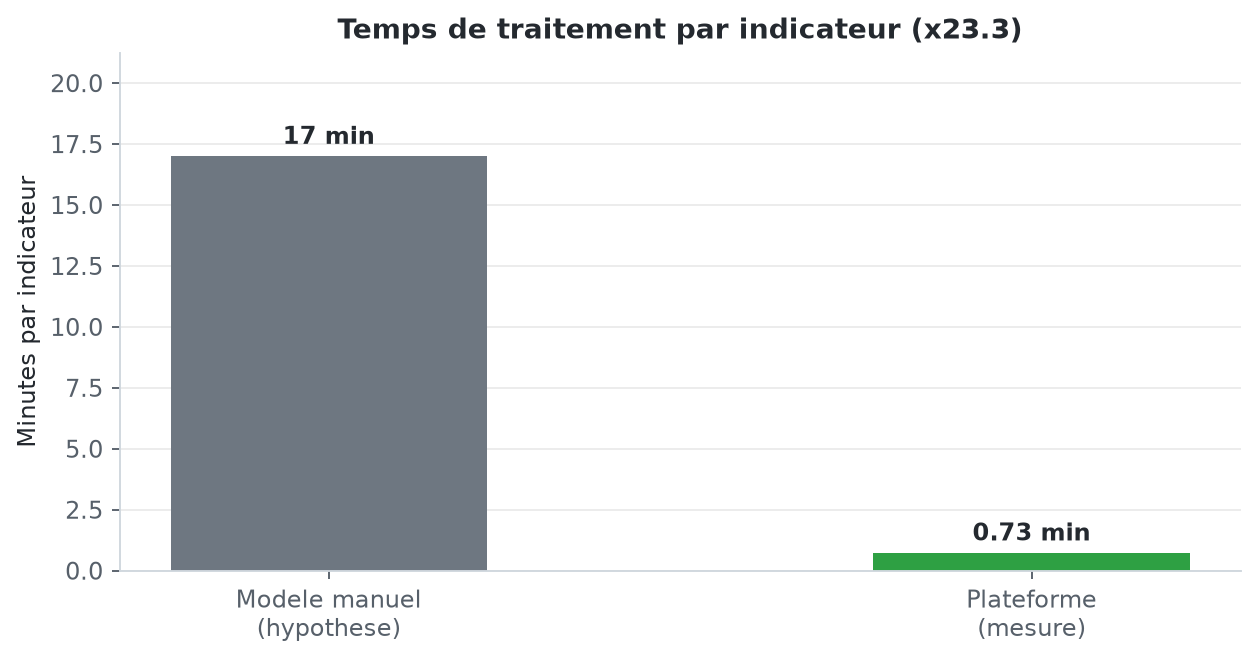 Temps de traitement par indicateur (x23.3)
Minutes par indicateur
20.0
17.5
15.0
12.5
10.0
7.5
5.0
2.5
0.0
17 min
0.73 min
Modele manuel
(hypothese)
Plateforme
(mesure)